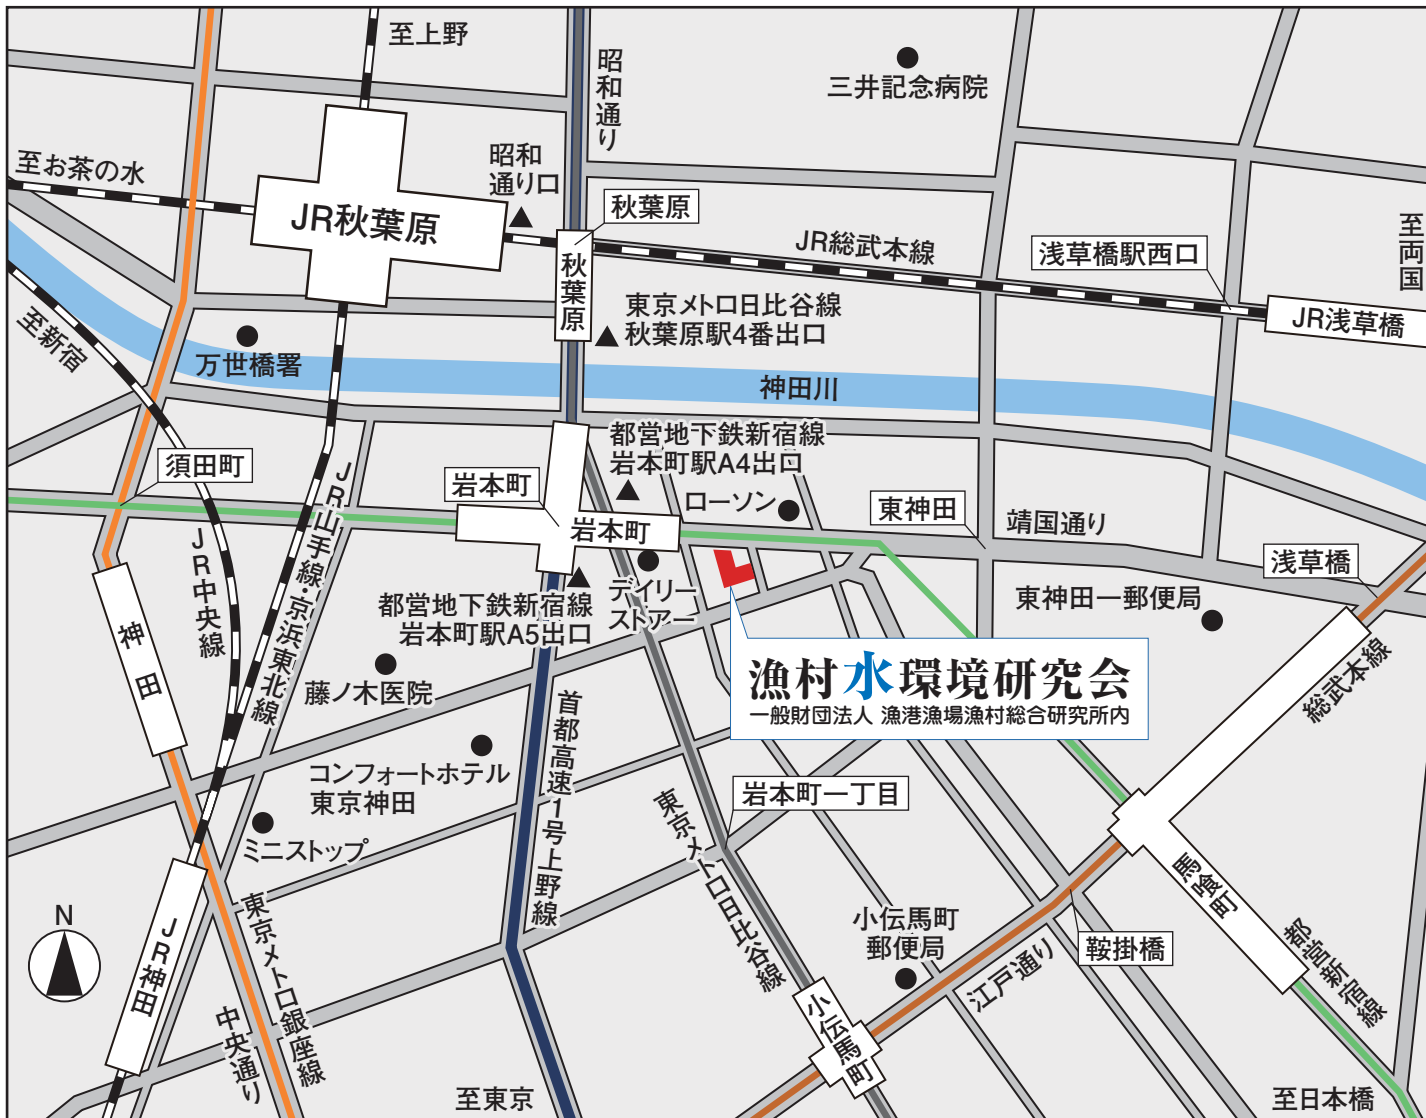 至上野
昭和通り
三井記念病院
至お茶の水
昭和
通り口
秋葉原
JR秋葉原
JR総武本線
浅草橋駅西口
至両国
秋葉原
東京メトロ日比谷線
秋葉原駅4番出口
JR浅草橋
至新宿
万世橋署
神田川
須田町
都営地下鉄新宿線
岩本町駅A4出口
岩本町
ローソン
東神田
靖国通り
岩本町
浅草橋
JR山手線・京浜東北線
JR中央線
デイリー
ストアー
東神田一郵便局
都営地下鉄新宿線
岩本町駅A5出口
神田
藤ノ木医院
漁村水環境研究会
一般財団法人 漁港漁場漁村総合研究所内
総武本線
首都高速1号上野線
コンフォートホテル
東京神田
岩本町一丁目
東京メトロ日比谷線
ミニストップ
馬喰町
N
東京メトロ銀座線
小伝馬町
郵便局
鞍掛橋
都営新宿線
JR神田
江戸通り
中央通り
小伝馬町
至東京
至日本橋